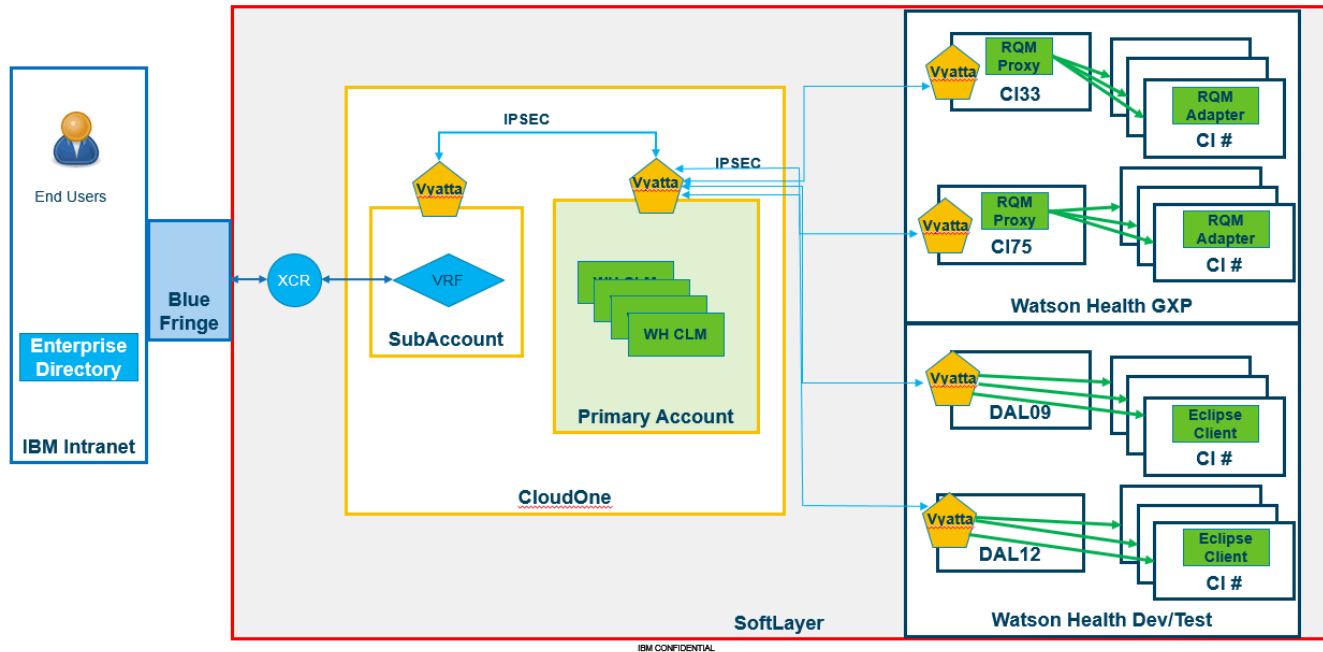 End Users
Enterprise
Directory
IBM Intranet
Blue
Fringe
XCR
IPSEC
Vyatta
VRF
SubAccount
Vyatta
WH CLM
WH CLM
Primary Account
CloudOne
IPSEC
SoftLayer
Vyatta
RQM
Proxy
CI33
RQM
Adapter
CI #
Vyatta
RQM
Proxy
CI75
RQM
Adapter
CI #
Watson Health GXP
Vyatta
DAL09
Eclipse
Client
CI #
Vyatta
DAL12
Eclipse
Client
CI #
Watson Health Dev/Test
IBM CONFIDENTIAL